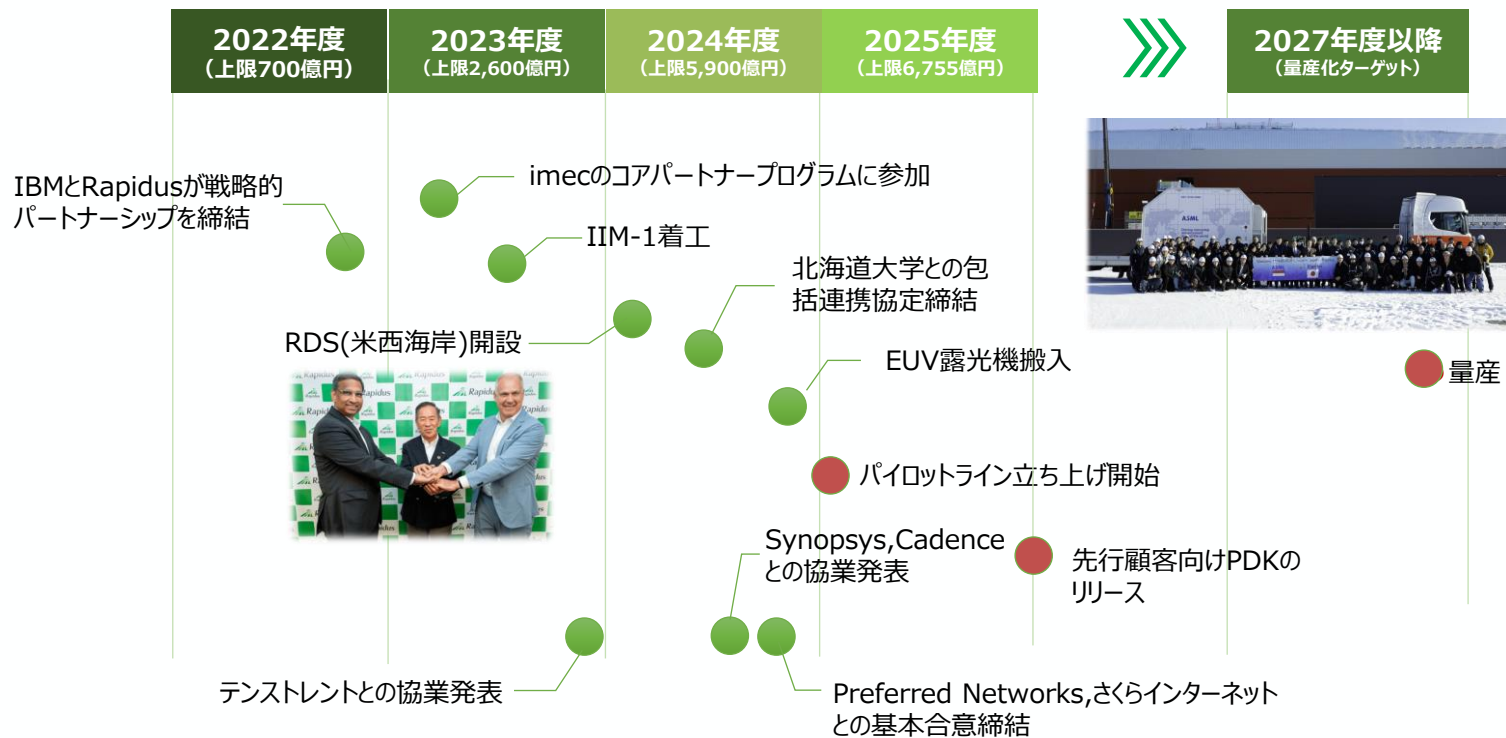 2022年度
（上限700億円）
2023年度
（上限2,600億円）
2024年度
（上限5,900億円）
2025年度
（上限6,755億円）
2027年度以降
（量産化ターゲット）
IBMとRapidusが戦略的
パートナーシップを締結
imecのコアパートナープログラムに参加
IIM-1着工
北海道大学との包
括連携協定締結
RDS(米西海岸)開設
EUV露光機搬入
量産
ASML
Rapidus
Rapidus
パイロットライン立ち上げ開始
Synopsys,Cadence
との協業発表
先行顧客向けPDKの
リリース
テンストレントとの協業発表
Preferred Networks,さくらインターネット
との基本合意締結